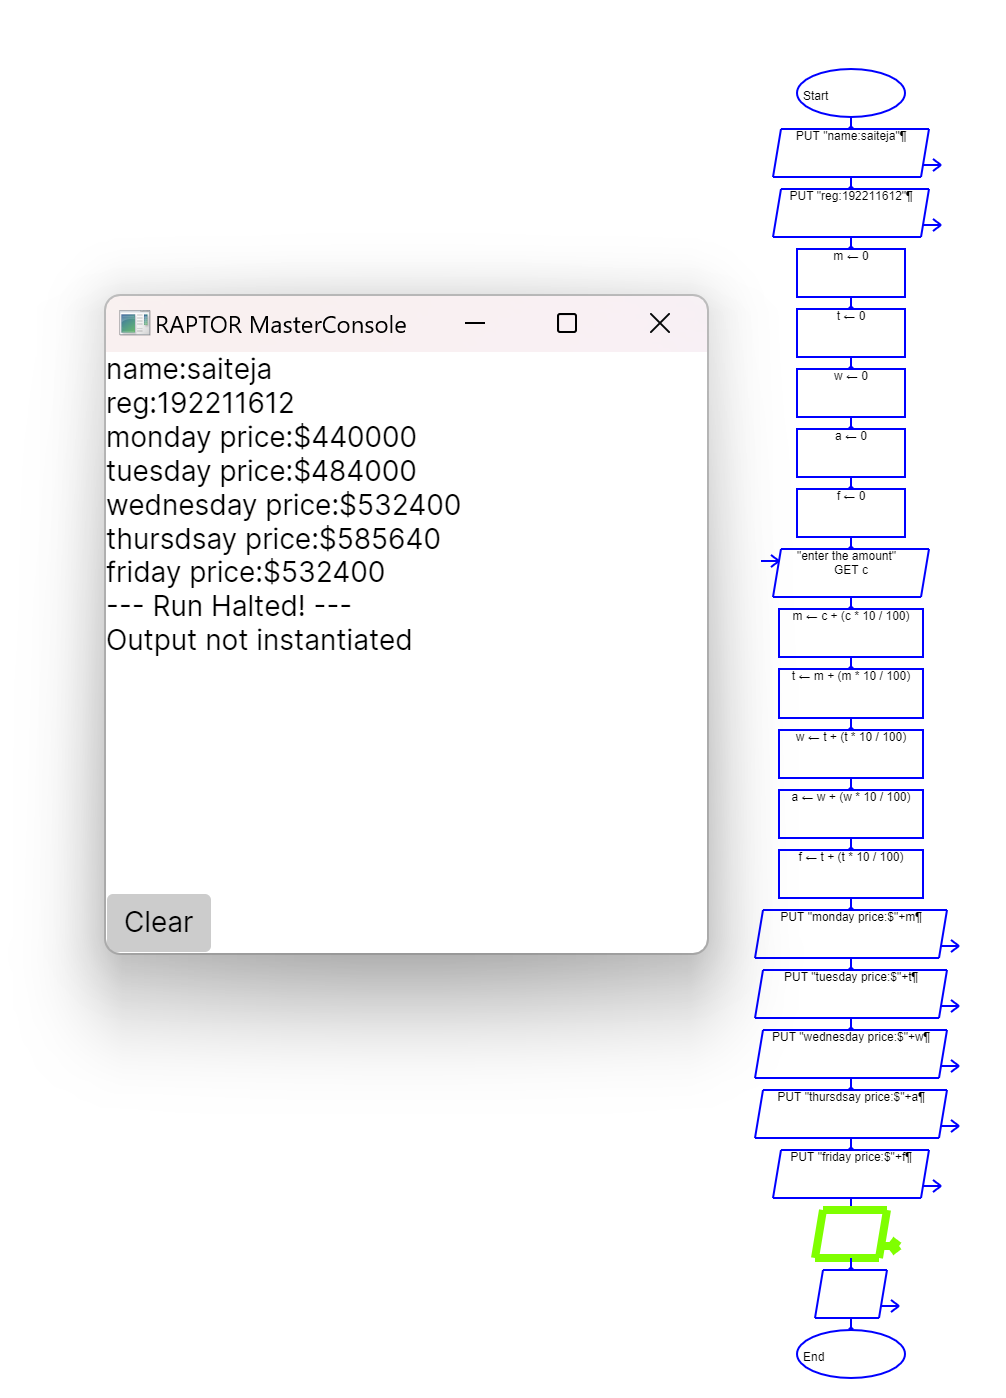 RAPTOR MasterConsole
name:saiteja
reg:192211612
monday price:$440000
tuesday price:$484000
wednesday price:$532400
thursdsay price:$585640
friday price:$532400
--- Run Halted! ---
Output not instantiated
Clear
Start
PUT "name:saiteja"¶
PUT "reg:192211612"¶
m ← 0
t ← 0
w ← 0
a ← 0
f ← 0
"enter the amount"
GET c
m ← c + (c * 10 / 100)
t ← m + (m * 10 / 100)
w ← t + (t * 10 / 100)
a ← w + (w * 10 / 100)
f ← t + (t * 10 / 100)
PUT "monday price:$"+m¶
PUT "tuesday price:$"+t¶
PUT "wednesday price:$"+w¶
PUT "thursdsay price:$"+a¶
PUT "friday price:$"+f¶
End